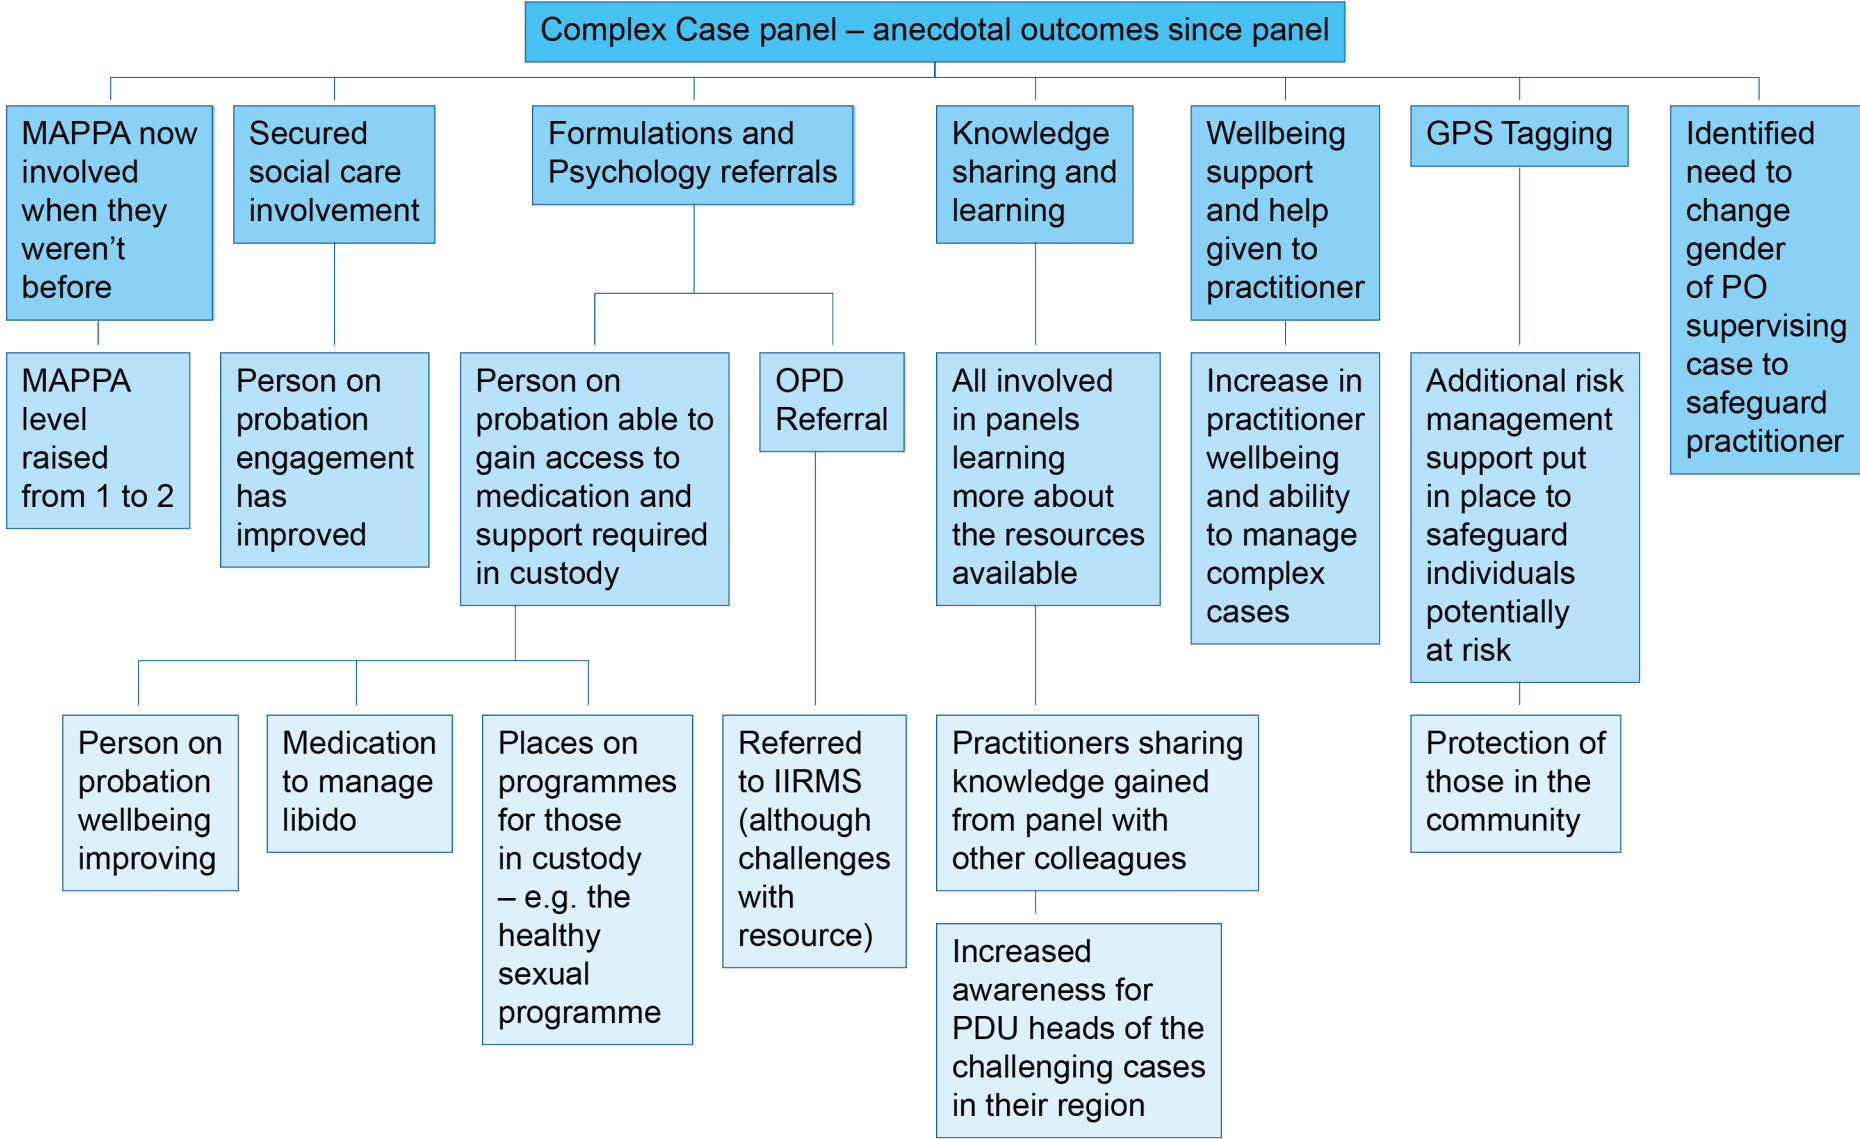 Complex Case panel – anecdotal outcomes since panel
MAPPA now
involved
when they
weren’t
before
Secured
social care
involvement
Formulations and
Psychology referrals
Knowledge
sharing and
learning
Wellbeing
support
and help
given to
practitioner
GPS Tagging
Identified
need to
change
gender
of PO
supervising
case to
safeguard
practitioner
MAPPA
level
raised
from 1 to 2
Person on
probation
engagement
has
improved
Person on
probation able to
gain access to
medication and
support required
in custody
OPD
Referral
All involved
in panels
learning
more about
the resources
available
Increase in
practitioner
wellbeing
and ability
to manage
complex
cases
Additional risk
management
support put
in place to
safeguard
individuals
potentially
at risk
Person on
probation
wellbeing
improving
Medication
to manage
libido
Places on
programmes
for those
in custody
– e.g. the
healthy
sexual
programme
Referred
to IIRMS
(although
challenges
with
resource)
Practitioners sharing
knowledge gained
from panel with
other colleagues
Protection of
those in the
community
Increased
awareness for
PDU heads of the
challenging cases
in their region